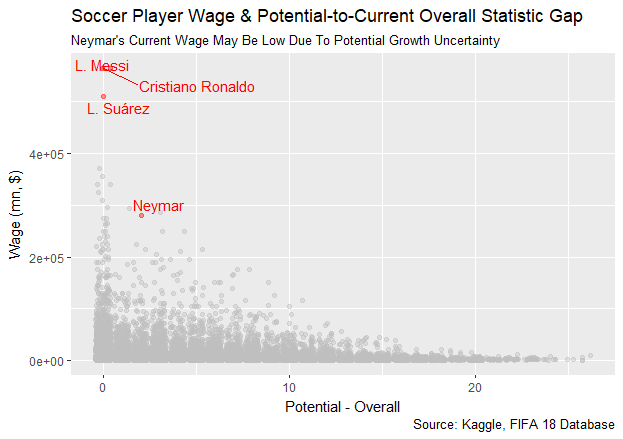 Soccer Player Wage & Potential-to-Current Overall Statistic Gap
Neymar's Current Wage May Be Low Due To Potential Growth Uncertainty
L. Messi
Cristiano Ronaldo
L. Suárez
Neymar
Wage (mn, $)
4e+05
2e+05
0e+00
0
10
20
Potential - Overall
Source: Kaggle, FIFA 18 Database